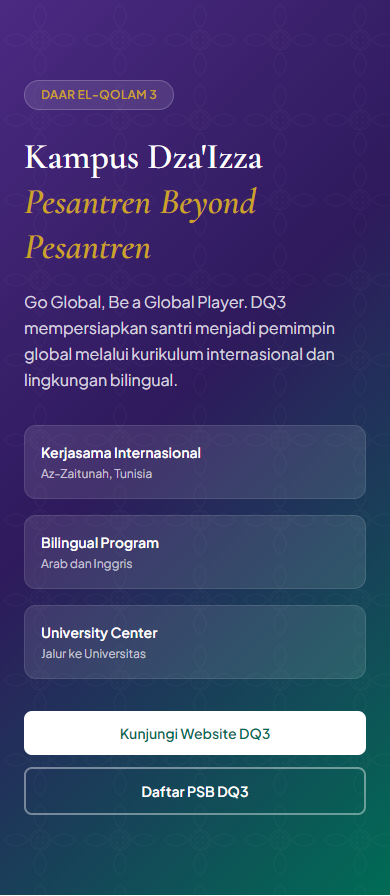 DAAR EL-QOLAM 3
Kampus Dza'Izza
Pesantren Beyond
Pesantren
Go Global, Be a Global Player. DQ3
mempersiapkan santri menjadi pemimpin
global melalui kurikulum internasional dan
lingkungan bilingual.
Kerjasama Internasional
Az-Zaitunah, Tunisia
Bilingual Program
Arab dan Inggris
University Center
Jalur ke Universitas
Kunjungi Website DQ3
Daftar PSB DQ3